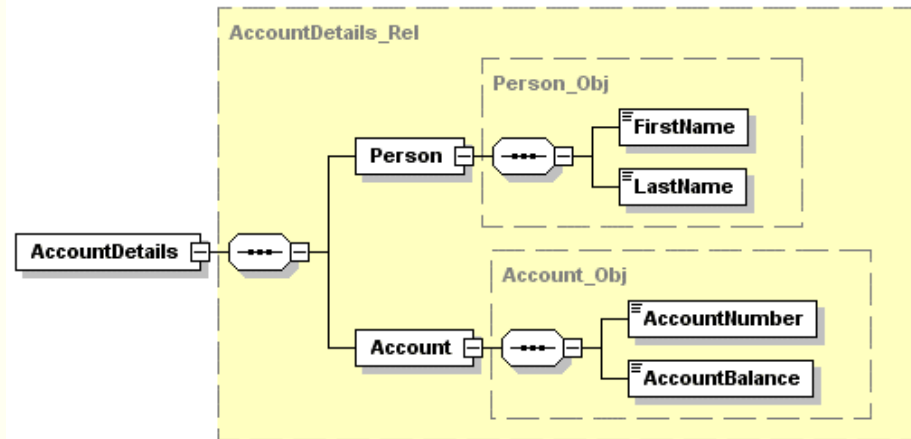 AccountDetails_Rel
Person_Obj
FirstName
Person
LastName
AccountDetails
Account_Obj
AccountNumber
Account
AccountBalance